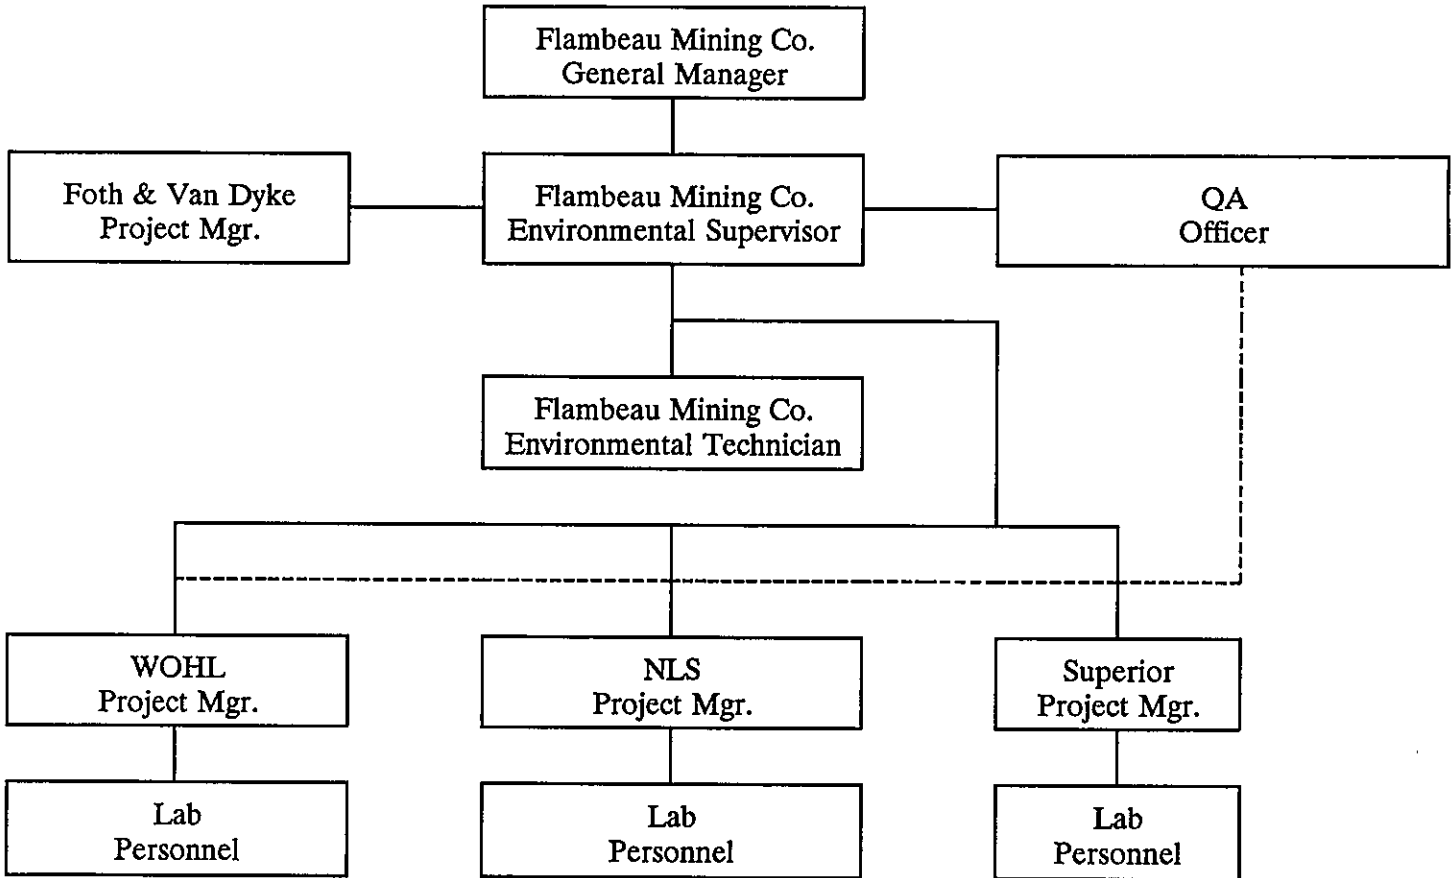 Flambeau Mining Co.
General Manager
Foth & Van Dyke
Project Mgr.
Flambeau Mining Co.
Environmental Supervisor
QA
Officer
Flambeau Mining Co.
Environmental Technician
WOHL
Project Mgr.
NLS
Project Mgr.
Superior
Project Mgr.
Lab
Personnel
Lab
Personnel
Lab
Personnel